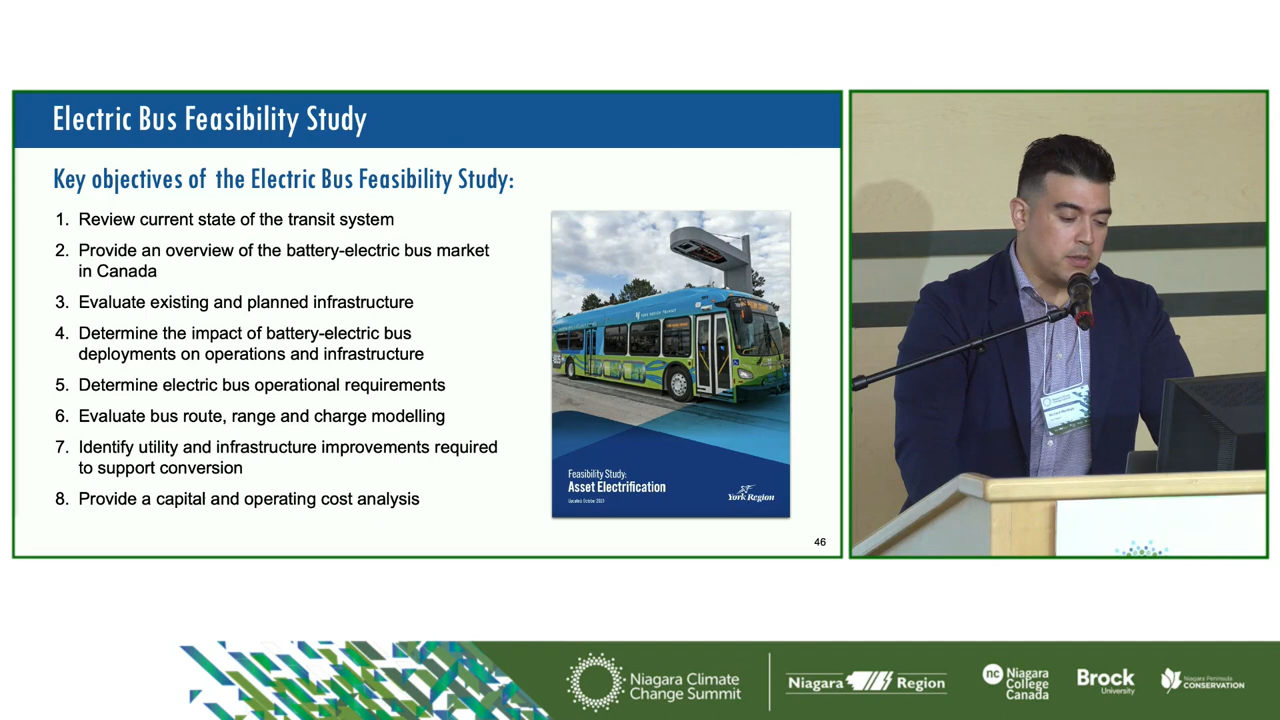 Electric Bus Feasibility Study
Key objectives of the Electric Bus Feasibility Study:
1. Review current state of the transit system
2. Provide an overview of the battery-electric bus market
in Canada
3. Evaluate existing and planned infrastructure
4. Determine the impact of battery-electric bus
deployments on operations and infrastructure
5. Determine electric bus operational requirements
6. Evaluate bus route, range and charge modelling
7. Identify utility and infrastructure improvements required
to support conversion
8. Provide a capital and operating cost analysis
Feasibility Study:
Asset Electrification
Updated October 2023
York Region
46
Niagara Climate
Change Summit
Niagara Region
nc
Niagara
College
Canada
Brock
University
Niagara Peninsula
CONSERVATION